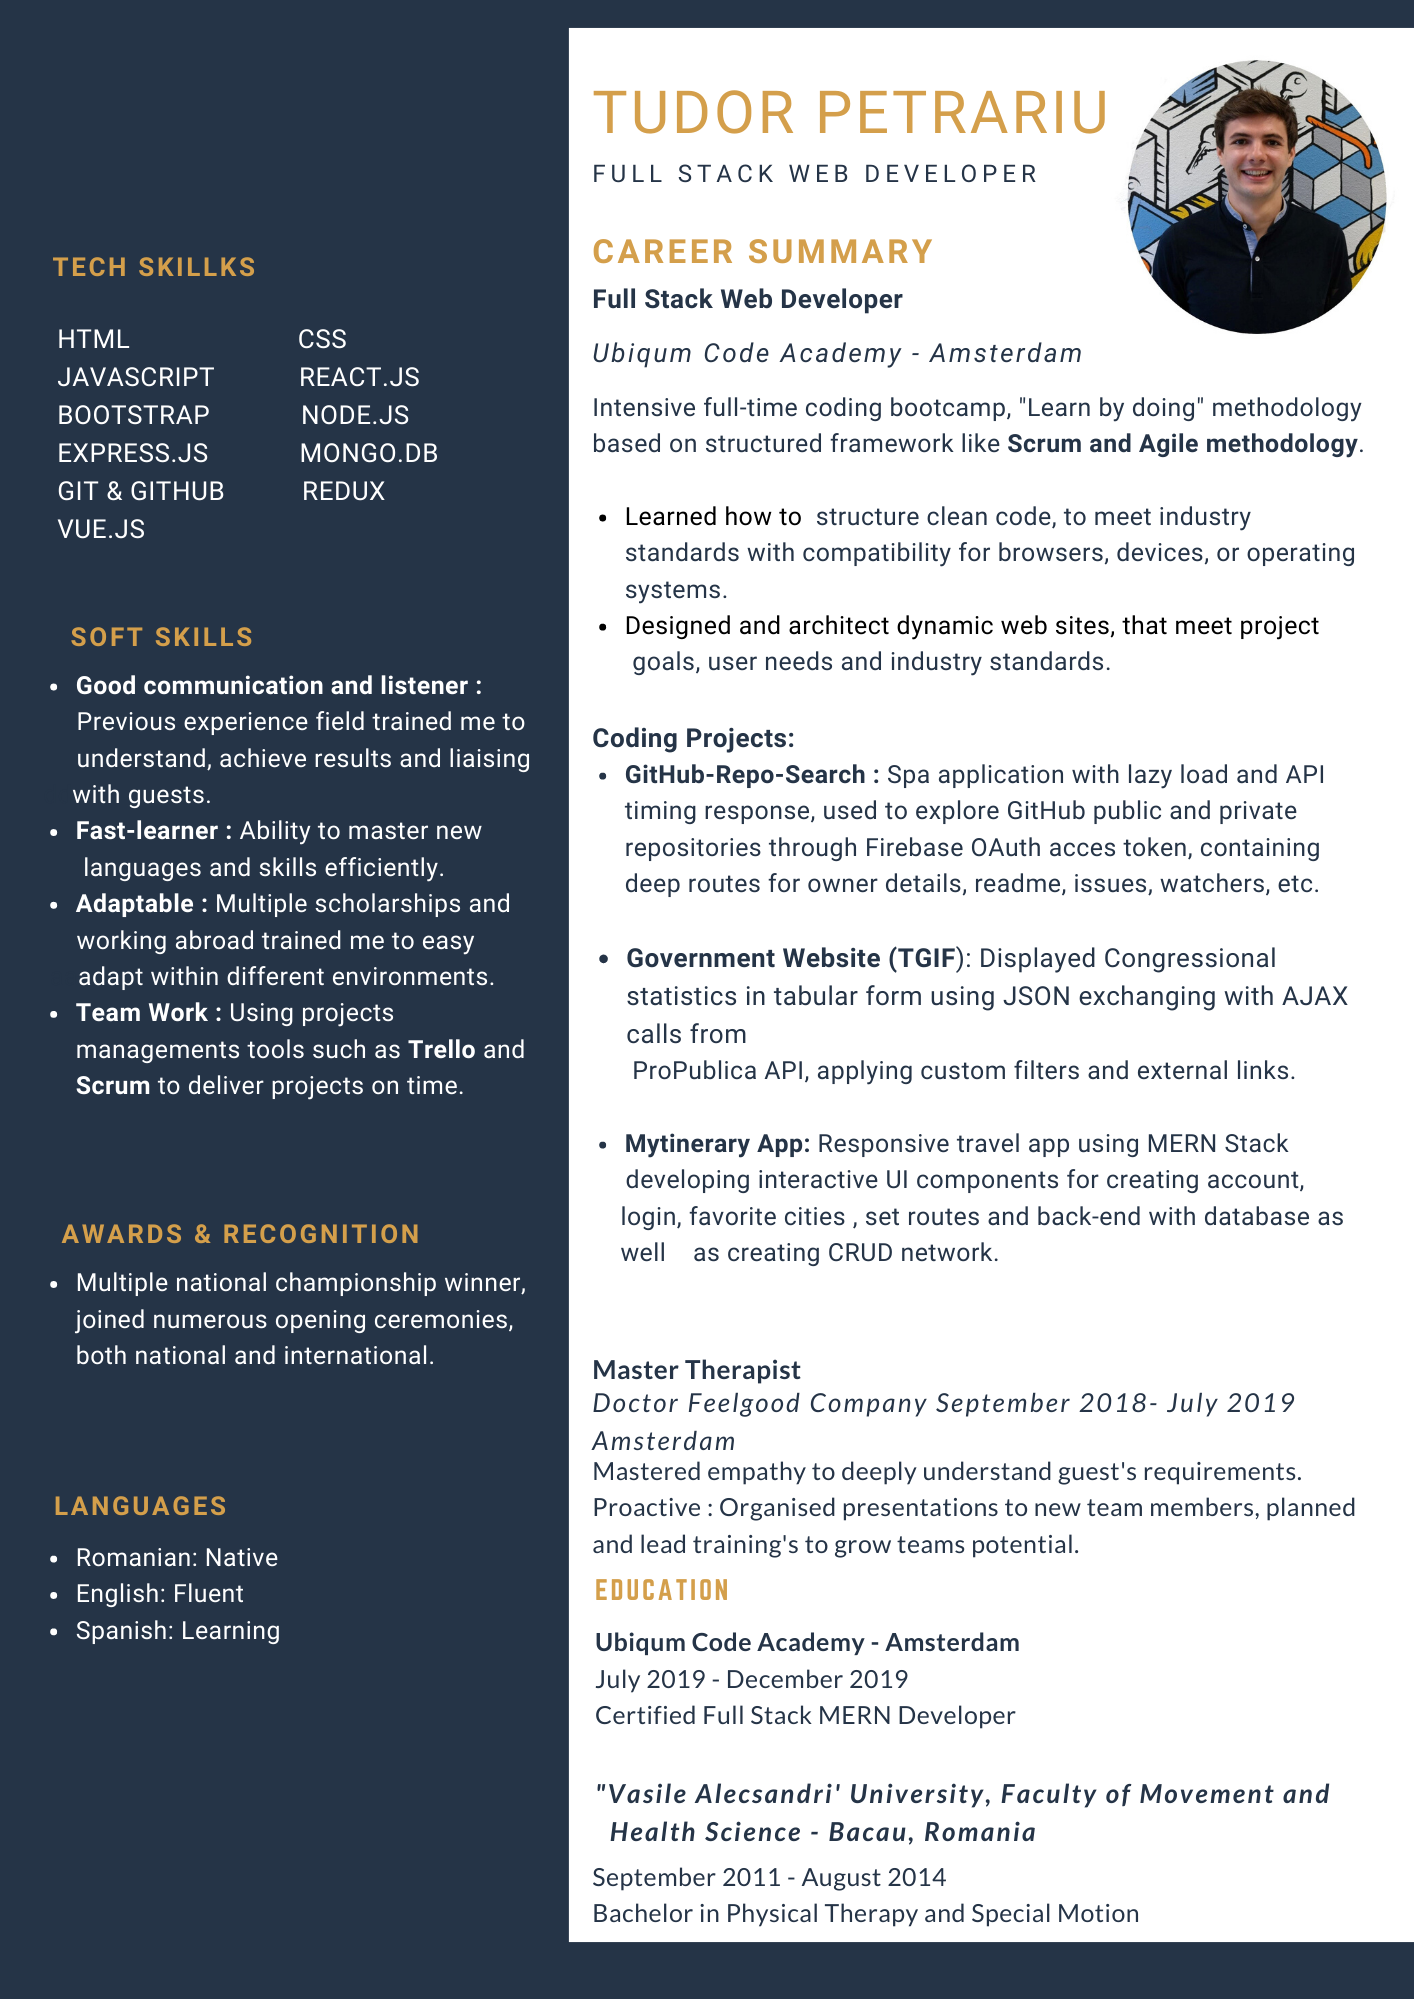 TUDOR PETRARIU
FULL STACK WEB DEVELOPER
TECH SKILLKS
HTML CSS
JAVASCRIPT REACT.JS
BOOTSTRAP NODE.JS
EXPRESS.JS MONGO.DB
GIT & GITHUB REDUX
VUE.JS
SOFT SKILLS
• Good communication and listener :
Previous experience field trained me to
understand, achieve results and liaising
with guests.
• Fast-learner : Ability to master new
languages and skills efficiently.
• Adaptable : Multiple scholarships and
working abroad trained me to easy
adapt within different environments.
• Team Work : Using projects
managements tools such as Trello and
Scrum to deliver projects on time.
AWARDS & RECOGNITION
• Multiple national championship winner,
joined numerous opening ceremonies,
both national and international.
LANGUAGES
• Romanian: Native
• English: Fluent
• Spanish: Learning
CAREER SUMMARY
Full Stack Web Developer
Ubiqum Code Academy - Amsterdam
Intensive full-time coding bootcamp, "Learn by doing" methodology
based on structured framework like Scrum and Agile methodology.
• Learned how to structure clean code, to meet industry
standards with compatibility for browsers, devices, or operating
systems.
• Designed and architect dynamic web sites, that meet project
goals, user needs and industry standards.
Coding Projects:
• GitHub-Repo-Search : Spa application with lazy load and API
timing response, used to explore GitHub public and private
repositories through Firebase OAuth acces token, containing
deep routes for owner details, readme, issues, watchers, etc.
• Government Website (TGIF): Displayed Congressional
statistics in tabular form using JSON exchanging with AJAX
calls from
ProPublica API, applying custom filters and external links.
• Mytinerary App: Responsive travel app using MERN Stack
developing interactive UI components for creating account,
login, favorite cities , set routes and back-end with database as
well as creating CRUD network.
Master Therapist
Doctor Feelgood Company September 2018- July 2019
Amsterdam
Mastered empathy to deeply understand guest's requirements.
Proactive : Organised presentations to new team members, planned
and lead training's to grow teams potential.
EDUCATION
Ubiqum Code Academy - Amsterdam
July 2019 - December 2019
Certified Full Stack MERN Developer
"Vasile Alecsandri' University, Faculty of Movement and
Health Science - Bacau, Romania
September 2011 - August 2014
Bachelor in Physical Therapy and Special Motion